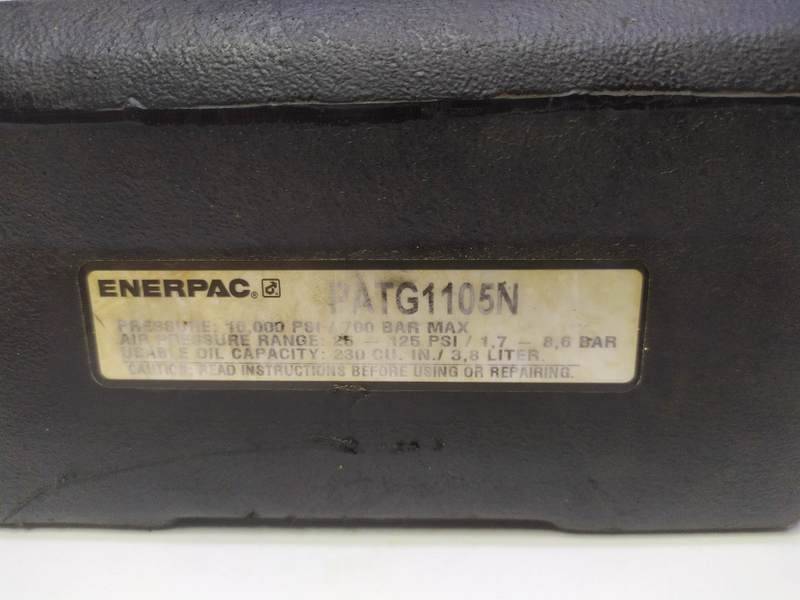 ENERPAC® PATG1105N
PRESSURE: 10,000 PSI / 700 BAR MAX
AIR PRESSURE RANGE: 25 – 125 PSI / 1,7 – 8,6 BAR
USABLE OIL CAPACITY: 230 CU. IN./ 3,8 LITER.
CAUTION: READ INSTRUCTIONS BEFORE USING OR REPAIRING.